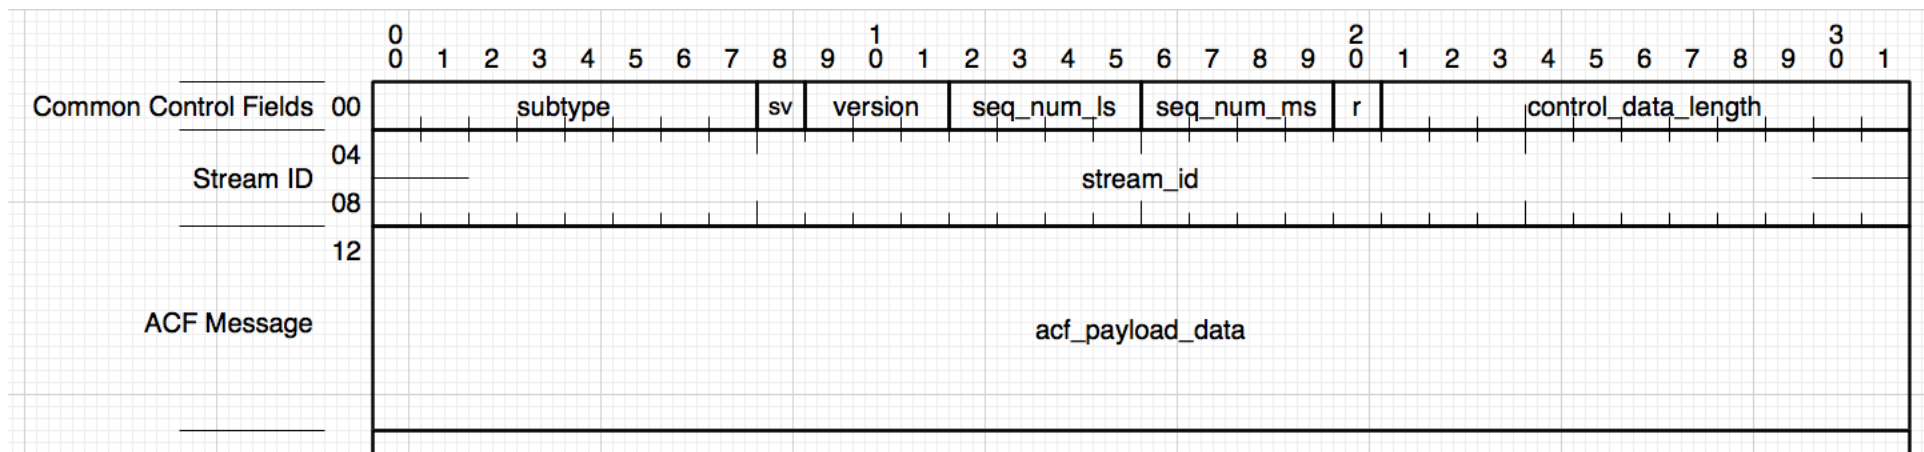 0 1 2 3
0 1 2 3 4 5 6 7 8 9 0 1 2 3 4 5 6 7 8 9 0 1 2 3 4 5 6 7 8 9 0 1
Common Control Fields 00 subtype sv version seq_num_ls seq_num_ms r control_data_length
04
Stream ID stream_id
08
12
ACF Message acf_payload_data